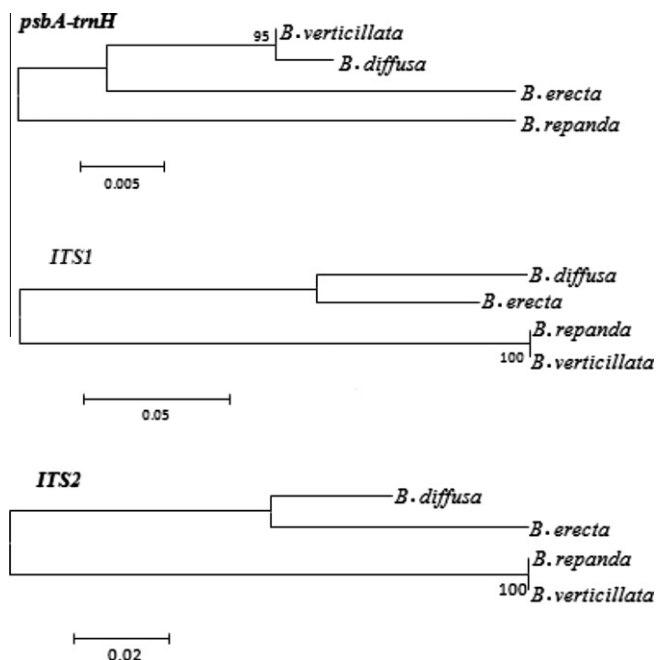 psbA-trnH
95
B.verticillata
B.diffusa
B.erecta
B.repanda
0.005
ITS1
B.diffusa
B.erecta
B.repanda
100
B.verticillata
0.05
ITS2
B.diffusa
B.erecta
B.repanda
100
B.verticillata
0.02